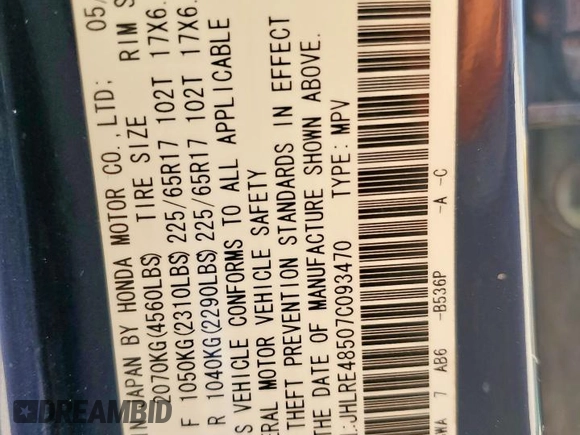 IN JAPAN BY HONDA MOTOR CO.,LTD; 05/
2070KG(4560LBS) TIRE SIZE RIM S
F 1050KG(2310LBS) 225/65R17 102T 17X6.
R 1040KG(2290LBS) 225/65R17 102T 17X6.
S VEHICLE CONFORMS TO ALL APPLICABLE
ERAL MOTOR VEHICLE SAFETY
THEFT PREVENTION STANDARDS IN EFFECT
THE DATE OF MANUFACTURE SHOWN ABOVE.
:JHLRE48507C093470 TYPE: MPV
WA 7 AB6 -B536P -A -C
DREAMBID